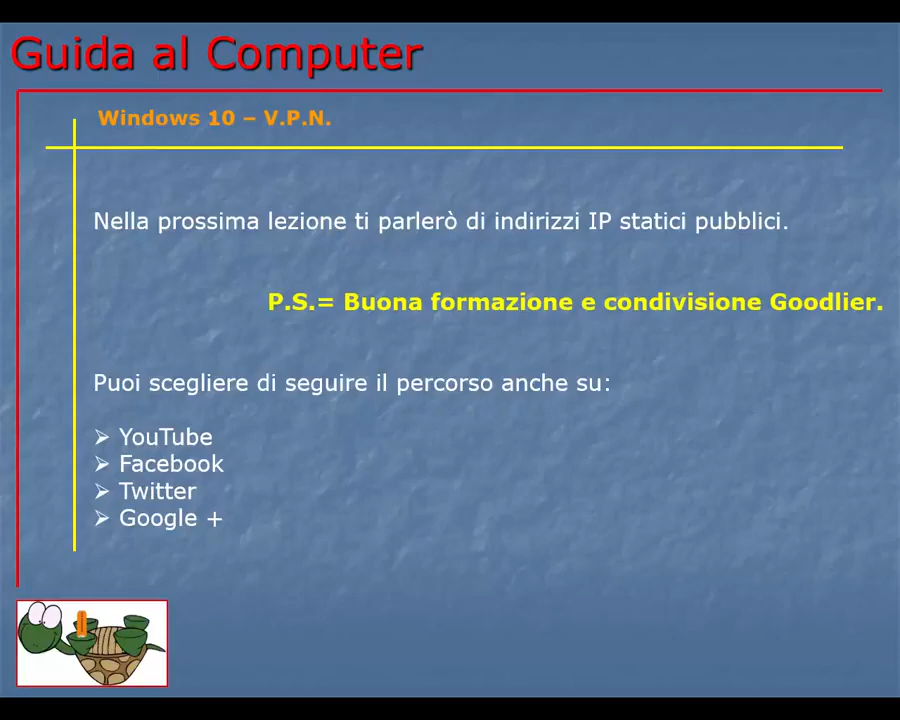 Guida al Computer
Windows 10 – V.P.N.
Nella prossima lezione ti parlerò di indirizzi IP statici pubblici.
P.S.= Buona formazione e condivisione Goodlier.
Puoi scegliere di seguire il percorso anche su:
➢ YouTube
➢ Facebook
➢ Twitter
➢ Google +